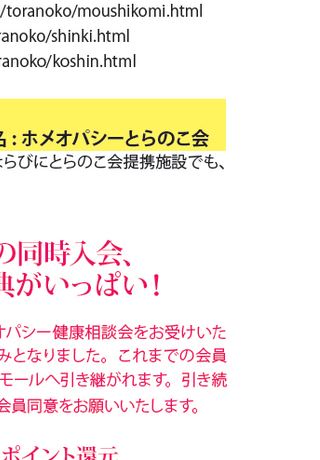 /toranoko/moushikomi.html
ranoko/shinki.html
ranoko/koshin.html
名：ホメオパシーとらのこ会
ならびにとらのこ会提携施設でも、
の同時入会、
典がいっぱい！
オパシー健康相談会をお受けいた
みとなりました。これまでの会員
モールへ引き継がれます。引き続
会員同意をお願いいたします。
ポイント還元